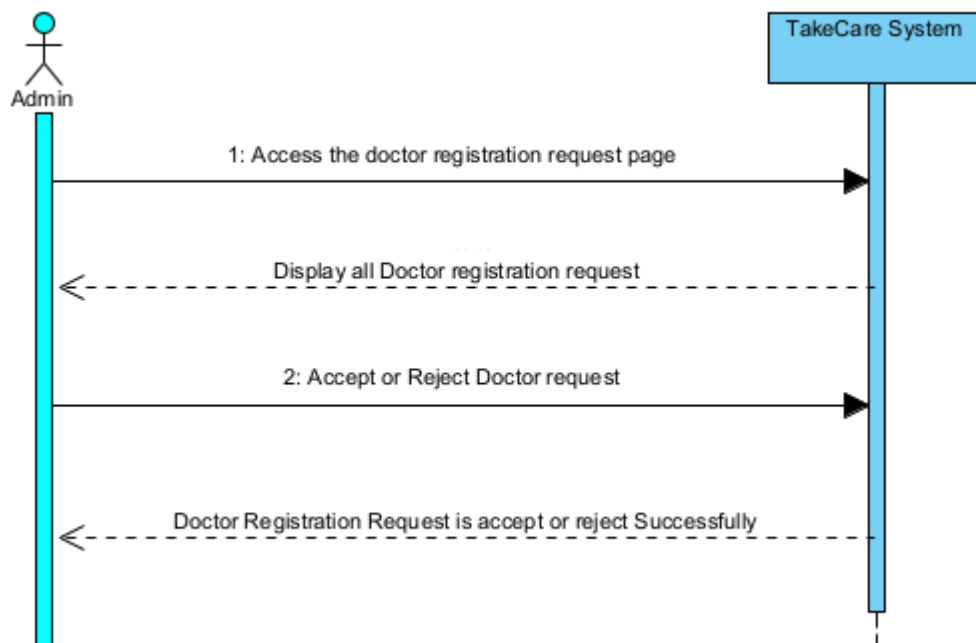 TakeCare System
Admin
1: Access the doctor registration request page
Display all Doctor registration request
2: Accept or Reject Doctor request
Doctor Registration Request is accept or reject Successfully